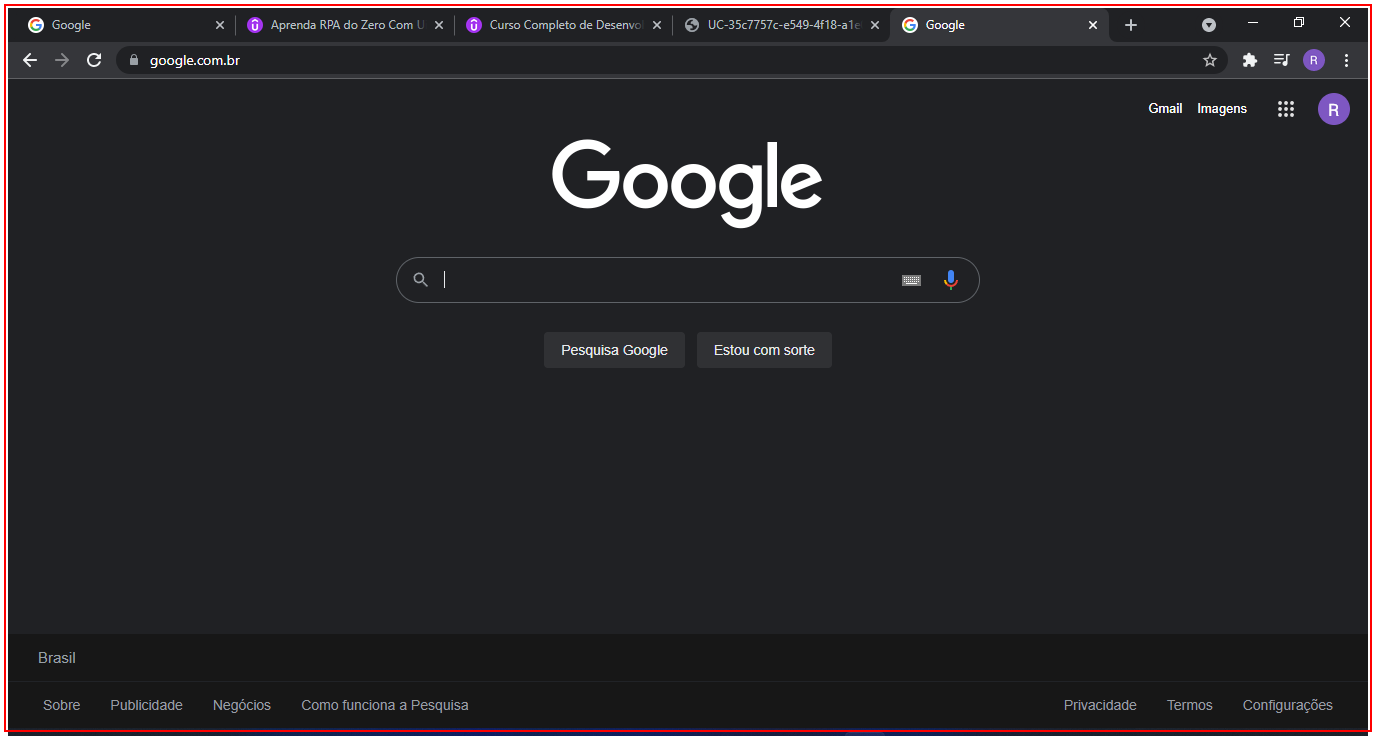 Google Aprenda RPA do Zero Com U Curso Completo de Desenvol UC-35c7757c-e549-4f18-a1e Google
google.com.br R
Gmail Imagens R
Google
Pesquisa Google Estou com sorte
Brasil
Sobre Publicidade Negócios Como funciona a Pesquisa Privacidade Termos Configurações